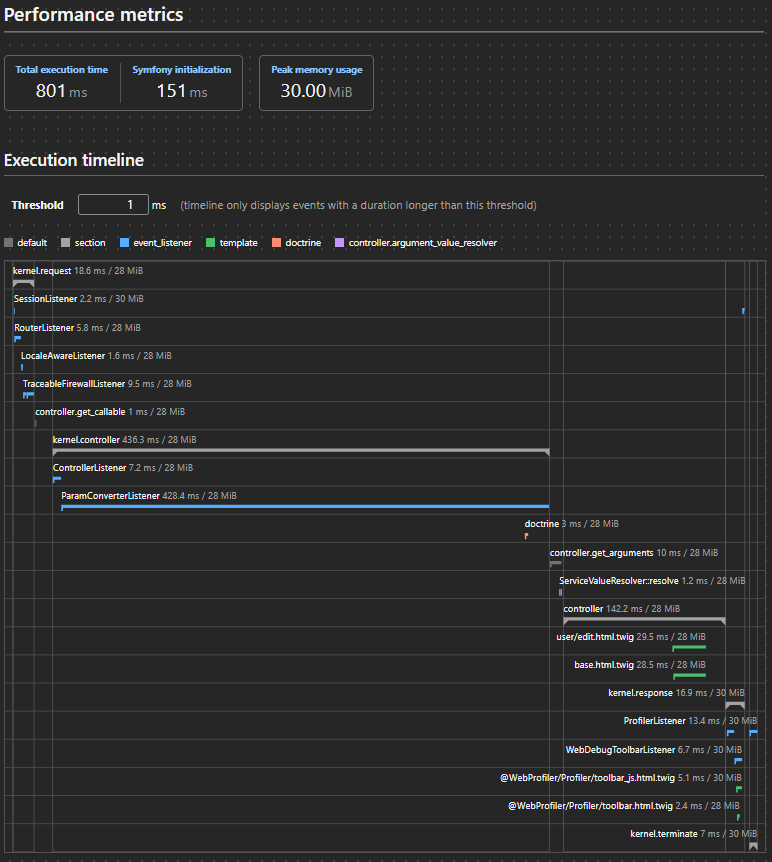 Performance metrics
Total execution time Symfony initialization Peak memory usage
801 ms 151 ms 30.00 MiB
Execution timeline
Threshold 1 ms (timeline only displays events with a duration longer than this threshold)
default section event_listener template doctrine controller.argument_value_resolver
kernel.request 18.6 ms / 28 MiB
SessionListener 2.2 ms / 30 MiB
RouterListener 5.8 ms / 28 MiB
LocaleAwareListener 1.6 ms / 28 MiB
TraceableFirewallListener 9.5 ms / 28 MiB
controller.get_callable 1 ms / 28 MiB
kernel.controller 436.3 ms / 28 MiB
ControllerListener 7.2 ms / 28 MiB
ParamConverterListener 428.4 ms / 28 MiB
doctrine 3 ms / 28 MiB
controller.get_arguments 10 ms / 28 MiB
ServiceValueResolver::resolve 1.2 ms / 28 MiB
controller 142.2 ms / 28 MiB
user/edit.html.twig 29.5 ms / 28 MiB
base.html.twig 28.5 ms / 28 MiB
kernel.response 16.9 ms / 30 MiB
ProfilerListener 13.4 ms / 30 MiB
WebDebugToolbarListener 6.7 ms / 30 MiB
@WebProfiler/Profiler/toolbar_js.html.twig 5.1 ms / 30 MiB
@WebProfiler/Profiler/toolbar.html.twig 2.4 ms / 28 MiB
kernel.terminate 7 ms / 30 MiB